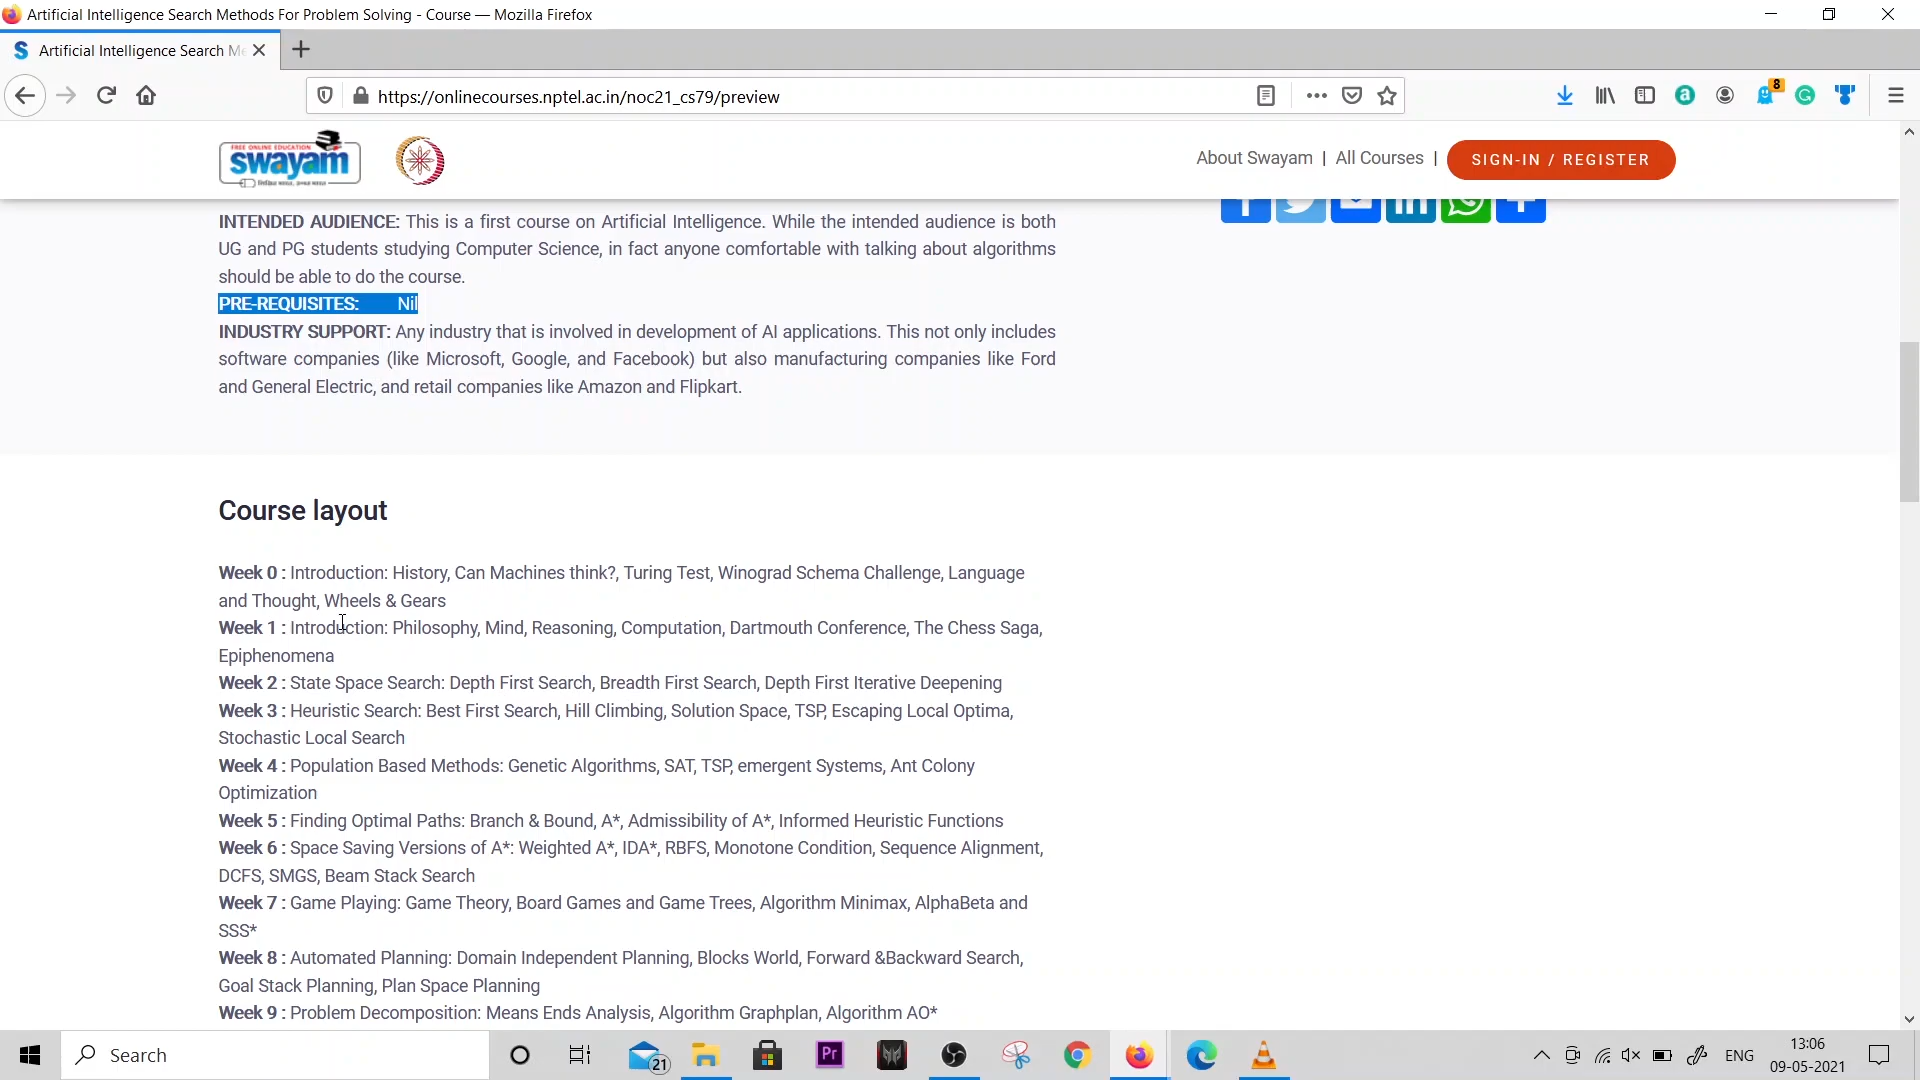 Artificial Intelligence Search Methods For Problem Solving - Course — Mozilla Firefox
Artificial Intelligence Search Me
https://onlinecourses.nptel.ac.in/noc21_cs79/preview
8
FREE ONLINE EDUCATION
swayam
About Swayam | All Courses |
SIGN-IN / REGISTER
INTENDED AUDIENCE: This is a first course on Artificial Intelligence. While the intended audience is both
UG and PG students studying Computer Science, in fact anyone comfortable with talking about algorithms
should be able to do the course.
PRE-REQUISITES: Nil
INDUSTRY SUPPORT: Any industry that is involved in development of AI applications. This not only includes
software companies (like Microsoft, Google, and Facebook) but also manufacturing companies like Ford
and General Electric, and retail companies like Amazon and Flipkart.
Course layout
Week 0 : Introduction: History, Can Machines think?, Turing Test, Winograd Schema Challenge, Language
and Thought, Wheels & Gears
Week 1 : Introduction: Philosophy, Mind, Reasoning, Computation, Dartmouth Conference, The Chess Saga,
Epiphenomena
Week 2 : State Space Search: Depth First Search, Breadth First Search, Depth First Iterative Deepening
Week 3 : Heuristic Search: Best First Search, Hill Climbing, Solution Space, TSP, Escaping Local Optima,
Stochastic Local Search
Week 4 : Population Based Methods: Genetic Algorithms, SAT, TSP, emergent Systems, Ant Colony
Optimization
Week 5 : Finding Optimal Paths: Branch & Bound, A*, Admissibility of A*, Informed Heuristic Functions
Week 6 : Space Saving Versions of A*: Weighted A*, IDA*, RBFS, Monotone Condition, Sequence Alignment,
DCFS, SMGS, Beam Stack Search
Week 7 : Game Playing: Game Theory, Board Games and Game Trees, Algorithm Minimax, AlphaBeta and
SSS*
Week 8 : Automated Planning: Domain Independent Planning, Blocks World, Forward &Backward Search,
Goal Stack Planning, Plan Space Planning
Week 9 : Problem Decomposition: Means Ends Analysis, Algorithm Graphplan, Algorithm AO*
Search
21
Pr
ENG
13:06
09-05-2021